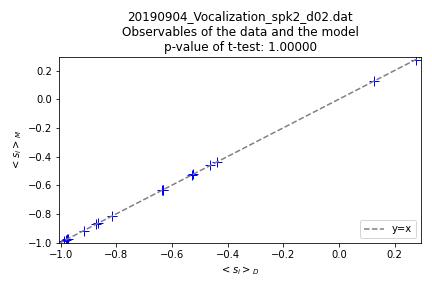 20190904_Vocalization_spk2_d02.dat
Observables of the data and the model
p-value of t-test: 1.00000
0.2
0.0
−0.2
−0.4
−0.6
−0.8
−1.0
< s_i >_M
y=x
−1.0 −0.8 −0.6 −0.4 −0.2 0.0 0.2
< s_i >_D